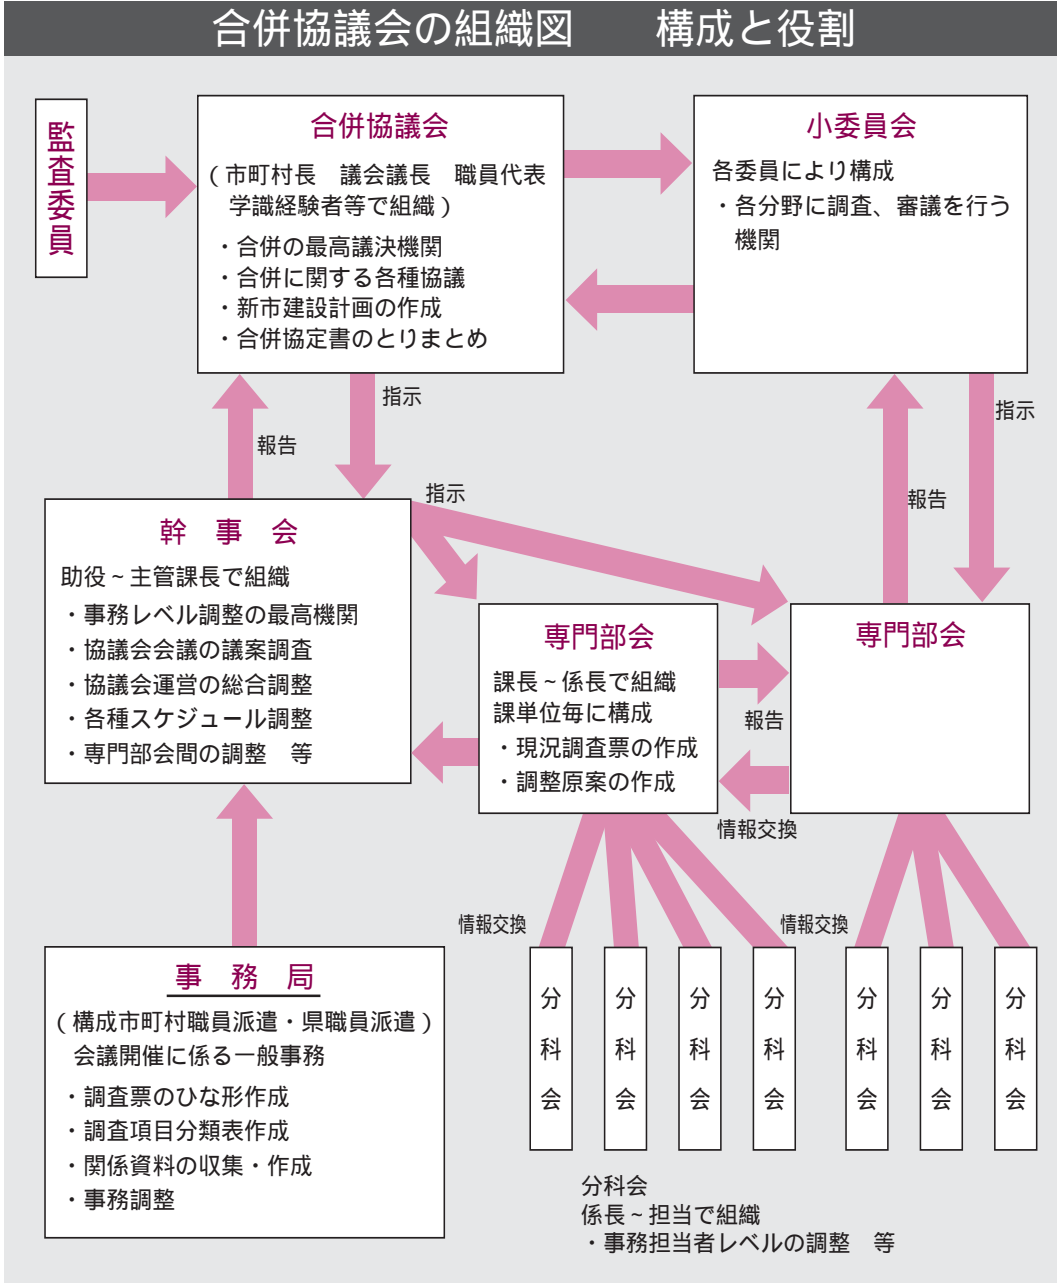 合併協議会の組織図　　構成と役割
監査委員
合併協議会
（市町村長　議会議長　職員代表
学識経験者等で組織）
・合併の最高議決機関
・合併に関する各種協議
・新市建設計画の作成
・合併協定書のとりまとめ
小委員会
各委員により構成
・各分野に調査、審議を行う
機関
指示
報告
指示
報告
指示
幹　事　会
助役～主管課長で組織
・事務レベル調整の最高機関
・協議会会議の議案調査
・協議会運営の総合調整
・各種スケジュール調整
・専門部会間の調整　等
専門部会
課長～係長で組織
課単位毎に構成
・現況調査票の作成
・調整原案の作成
専門部会
報告
情報交換
情報交換
情報交換
事　務　局
（構成市町村職員派遣・県職員派遣）
会議開催に係る一般事務
・調査票のひな形作成
・調査項目分類表作成
・関係資料の収集・作成
・事務調整
分科会
分科会
分科会
分科会
分科会
分科会
分科会
分科会
係長～担当で組織
・事務担当者レベルの調整　等